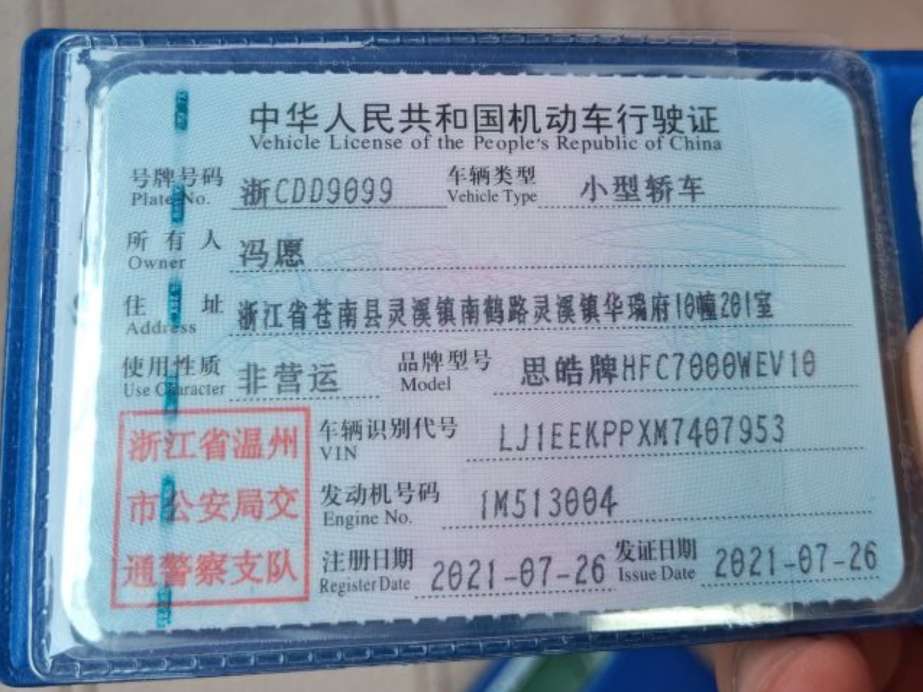 中华人民共和国机动车行驶证
Vehicle License of the People's Republic of China
号牌号码 浙CDD9099 车辆类型 小型轿车
Plate No. Vehicle Type
所有人 冯愿
Owner
住址 浙江省苍南县灵溪镇南鹤路灵溪镇华瑞府10幢201室
Address
使用性质 非营运 品牌型号 思皓牌HFC7000WEV10
Use Character Model
浙江省温州市公安局交通警察支队
车辆识别代号 LJ1EEKPPXM7407953
VIN
发动机号码 1M513004
Engine No.
注册日期 2021-07-26 发证日期 2021-07-26
Register Date Issue Date